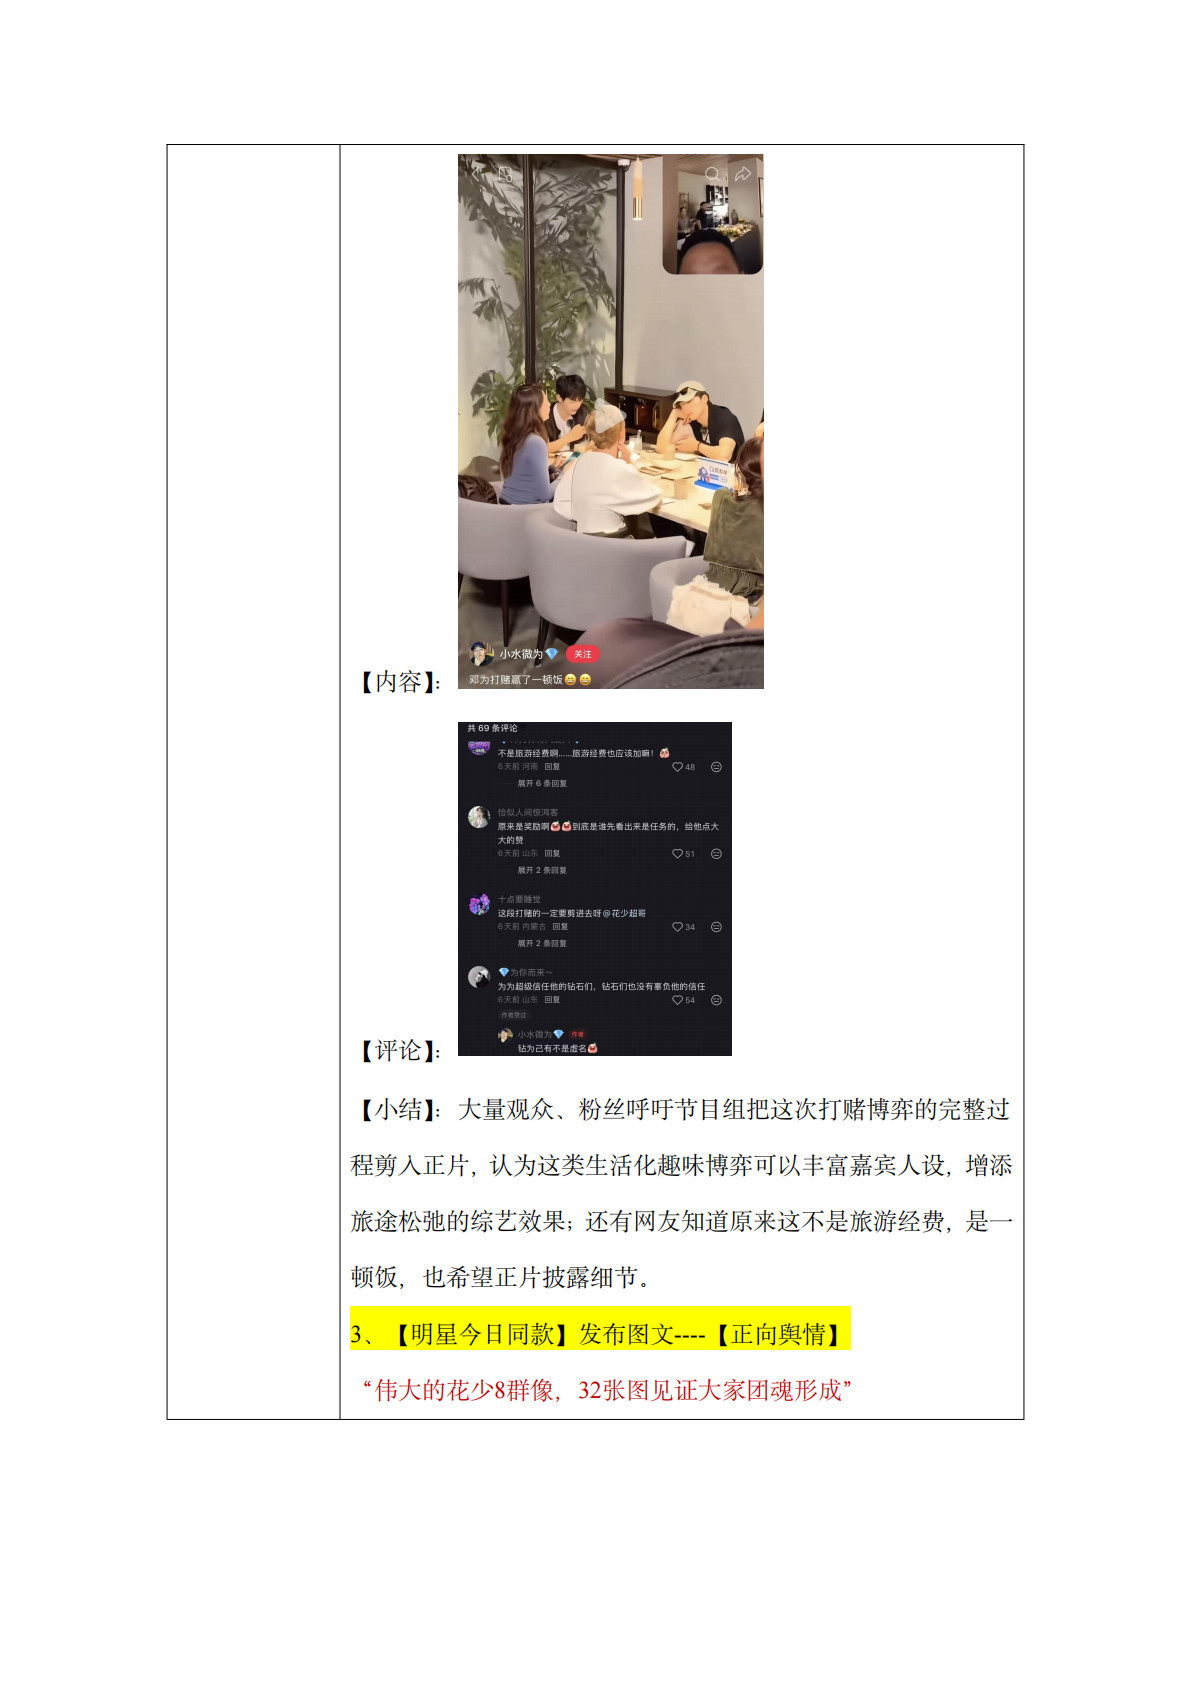 小水微为💎 关注
邓为打赌赢了一顿饭😄😄
【内容】：
共 69 条评论
不是旅游经费啊……旅游经费也应该加嘛！
6天前 河南 回复 48
展开 6 条回复
恰似人间惊鸿客
原来是奖励啊到底是谁先看出来是任务的，给他点大
大的赞
6天前 山东 回复 51
展开 2 条回复
十点要睡觉
这段打赌的一定要剪进去呀@花少超哥
6天前 内蒙古 回复 34
展开 2 条回复
💎为你而来～
为为超级信任他的钻石们，钻石们也没有辜负他的信任
6天前 山东 回复 54
作者赞过
小水微为💎 作者
钻为己有不是虚名
【评论】：
【小结】：大量观众、粉丝呼吁节目组把这次打赌博弈的完整过
程剪入正片，认为这类生活化趣味博弈可以丰富嘉宾人设，增添
旅途松弛的综艺效果；还有网友知道原来这不是旅游经费，是一
顿饭，也希望正片披露细节。
3、【明星今日同款】发布图文----【正向舆情】
“伟大的花少8群像，32张图见证大家团魂形成”